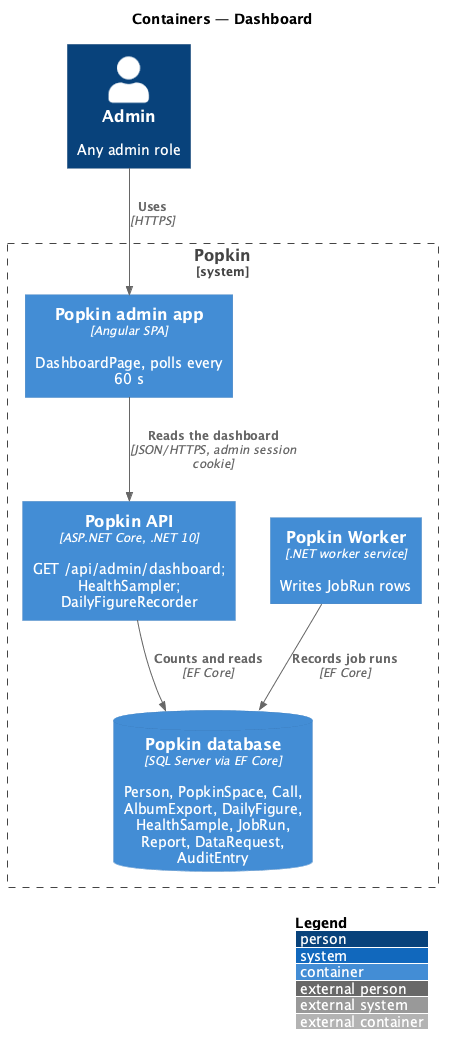 Containers — Dashboard
Admin
Any admin role
Uses
[HTTPS]
Popkin
[system]
Popkin admin app
[Angular SPA]
DashboardPage, polls every
60 s
Reads the dashboard
[JSON/HTTPS, admin session
cookie]
Popkin API
[ASP.NET Core, .NET 10]
GET /api/admin/dashboard;
HealthSampler;
DailyFigureRecorder
Popkin Worker
[.NET worker service]
Writes JobRun rows
Counts and reads
[EF Core]
Records job runs
[EF Core]
Popkin database
[SQL Server via EF Core]
Person, PopkinSpace, Call,
AlbumExport, DailyFigure,
HealthSample, JobRun,
Report, DataRequest,
AuditEntry
Legend
person
system
container
external person
external system
external container